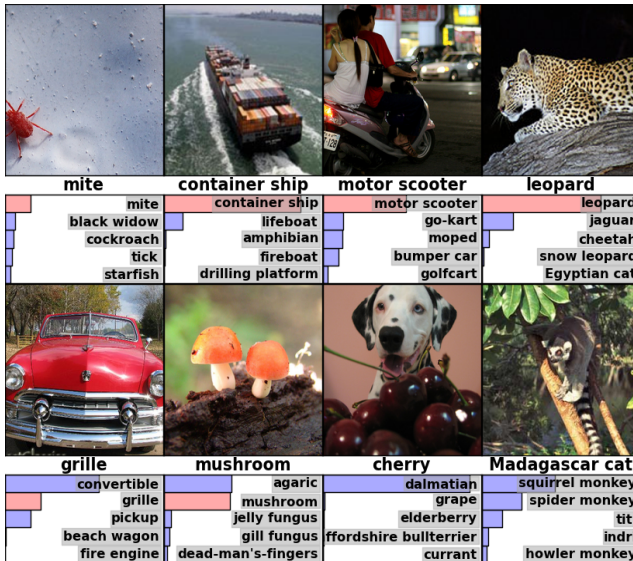 mite
container ship
motor scooter
leopard
mite
black widow
cockroach
tick
starfish
container ship
lifeboat
amphibian
fireboat
drilling platform
motor scooter
go-kart
moped
bumper car
golfcart
leopard
jaguar
cheetah
snow leopard
Egyptian cat
grille
mushroom
cherry
Madagascar cat
convertible
grille
pickup
beach wagon
fire engine
agaric
mushroom
jelly fungus
gill fungus
dead-man's-fingers
dalmatian
grape
elderberry
ffordshire bullterrier
currant
squirrel monkey
spider monkey
titi
indri
howler monkey